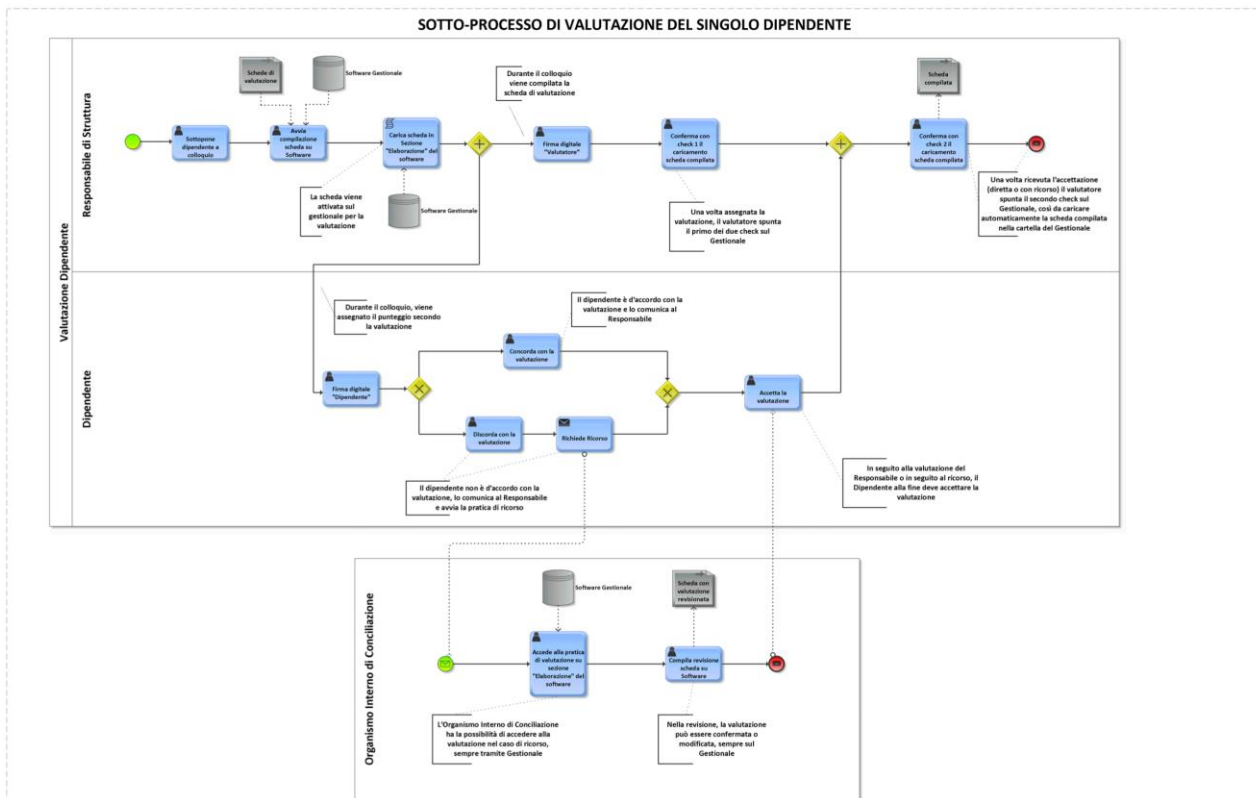 SOTTO-PROCESSO DI VALUTAZIONE DEL SINGOLO DIPENDENTE
Valutazione Dipendente
Responsabile di Struttura
Schede di
valutazione
Software Gestionale
Sottopone
dipendente a
colloquio
Avvia
compilazione
scheda su
Software
Carica scheda in
Sezione
"Elaborazione" del
software
La scheda viene
attivata sul
gestionale per la
valutazione
Software Gestionale
Durante il colloquio
viene compilata la
scheda di valutazione
Firma digitale
"Valutatore"
Conferma con
check 1 il
caricamento
scheda compilata
Una volta assegnata la
valutazione, il valutatore spunta
il primo dei due check sul
Gestionale
Scheda
compilata
Conferma con
check 2 il
caricamento
scheda compilata
Una volta ricevuta l'accettazione
(diretta o con ricorso) il valutatore
spunta il secondo check sul
Gestionale, così da caricare
automaticamente la scheda compilata
nella cartella del Gestionale
Dipendente
Durante il colloquio, viene
assegnato il punteggio secondo
la valutazione
Firma digitale
"Dipendente"
Il dipendente è d'accordo con la
valutazione e lo comunica al
Responsabile
Concorda con la
valutazione
Discorda con la
valutazione
Richiede Ricorso
Il dipendente non è d'accordo con la
valutazione, lo comunica al Responsabile
e avvia la pratica di ricorso
Accetta la
valutazione
In seguito alla valutazione del
Responsabile o in seguito al ricorso, il
Dipendente alla fine deve accettare la
valutazione
Organismo Interno di Conciliazione
Software Gestionale
Accede alla pratica
di valutazione su
sezione
"Elaborazione" del
software
L'Organismo Interno di Conciliazione
ha la possibilità di accedere alla
valutazione nel caso di ricorso,
sempre tramite Gestionale
Scheda con
valutazione
revisionata
Compila revisione
scheda su
Software
Nella revisione, la valutazione
può essere confermata o
modificata, sempre sul
Gestionale